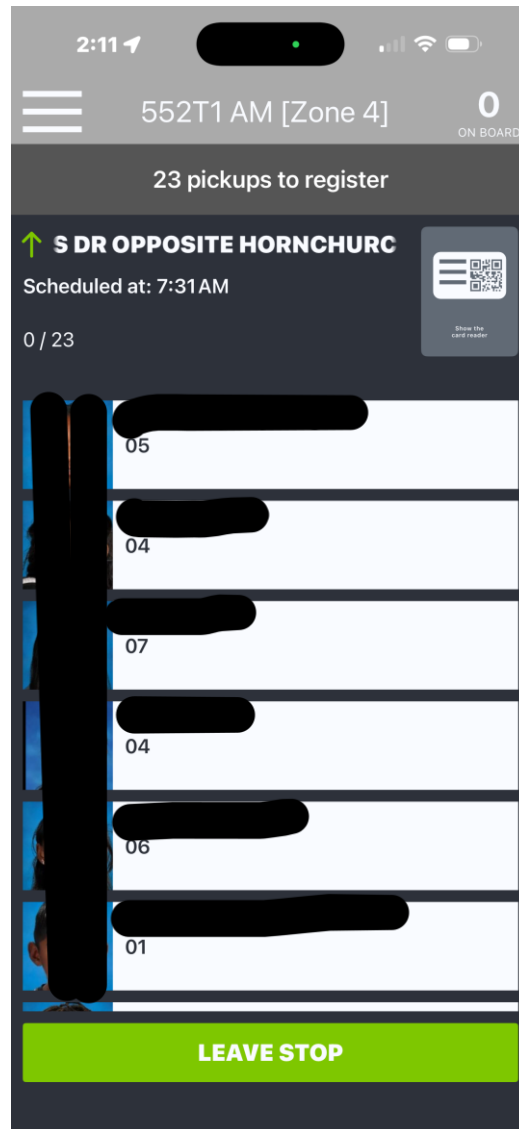 2:11
552T1 AM [Zone 4]
0
ON BOARD
23 pickups to register
S DR OPPOSITE HORNCHURC
Scheduled at: 7:31AM
0 / 23
Show the
card reader
05
04
07
04
06
01
LEAVE STOP